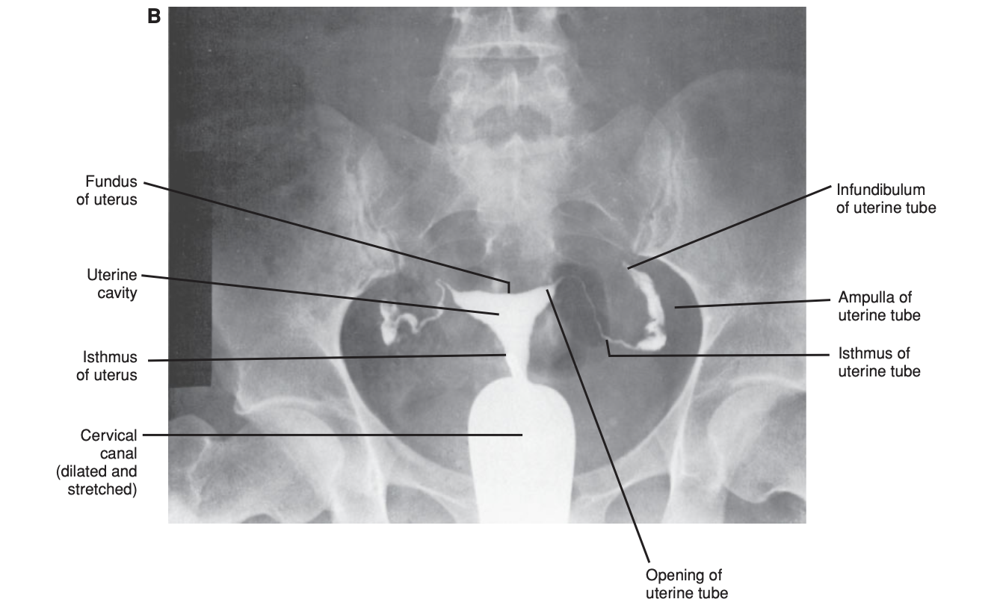 B
Fundus
of uterus
Uterine
cavity
Isthmus
of uterus
Cervical
canal
(dilated and
stretched)
Infundibulum
of uterine tube
Ampulla of
uterine tube
Isthmus of
uterine tube
Opening of
uterine tube